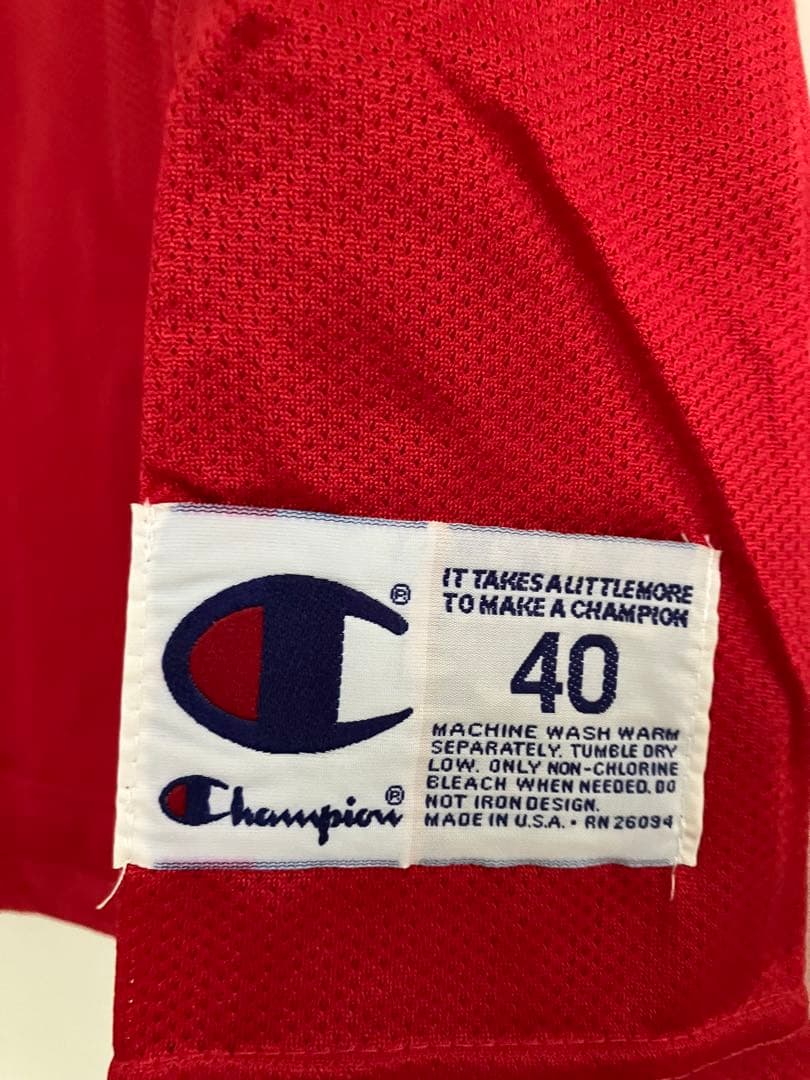 ®
Champion®
IT TAKES A LITTLE MORE
TO MAKE A CHAMPION
40
MACHINE WASH WARM
SEPARATELY. TUMBLE DRY
LOW. ONLY NON-CHLORINE
BLEACH WHEN NEEDED. DO
NOT IRON DESIGN.
MADE IN U.S.A. • RN 26094